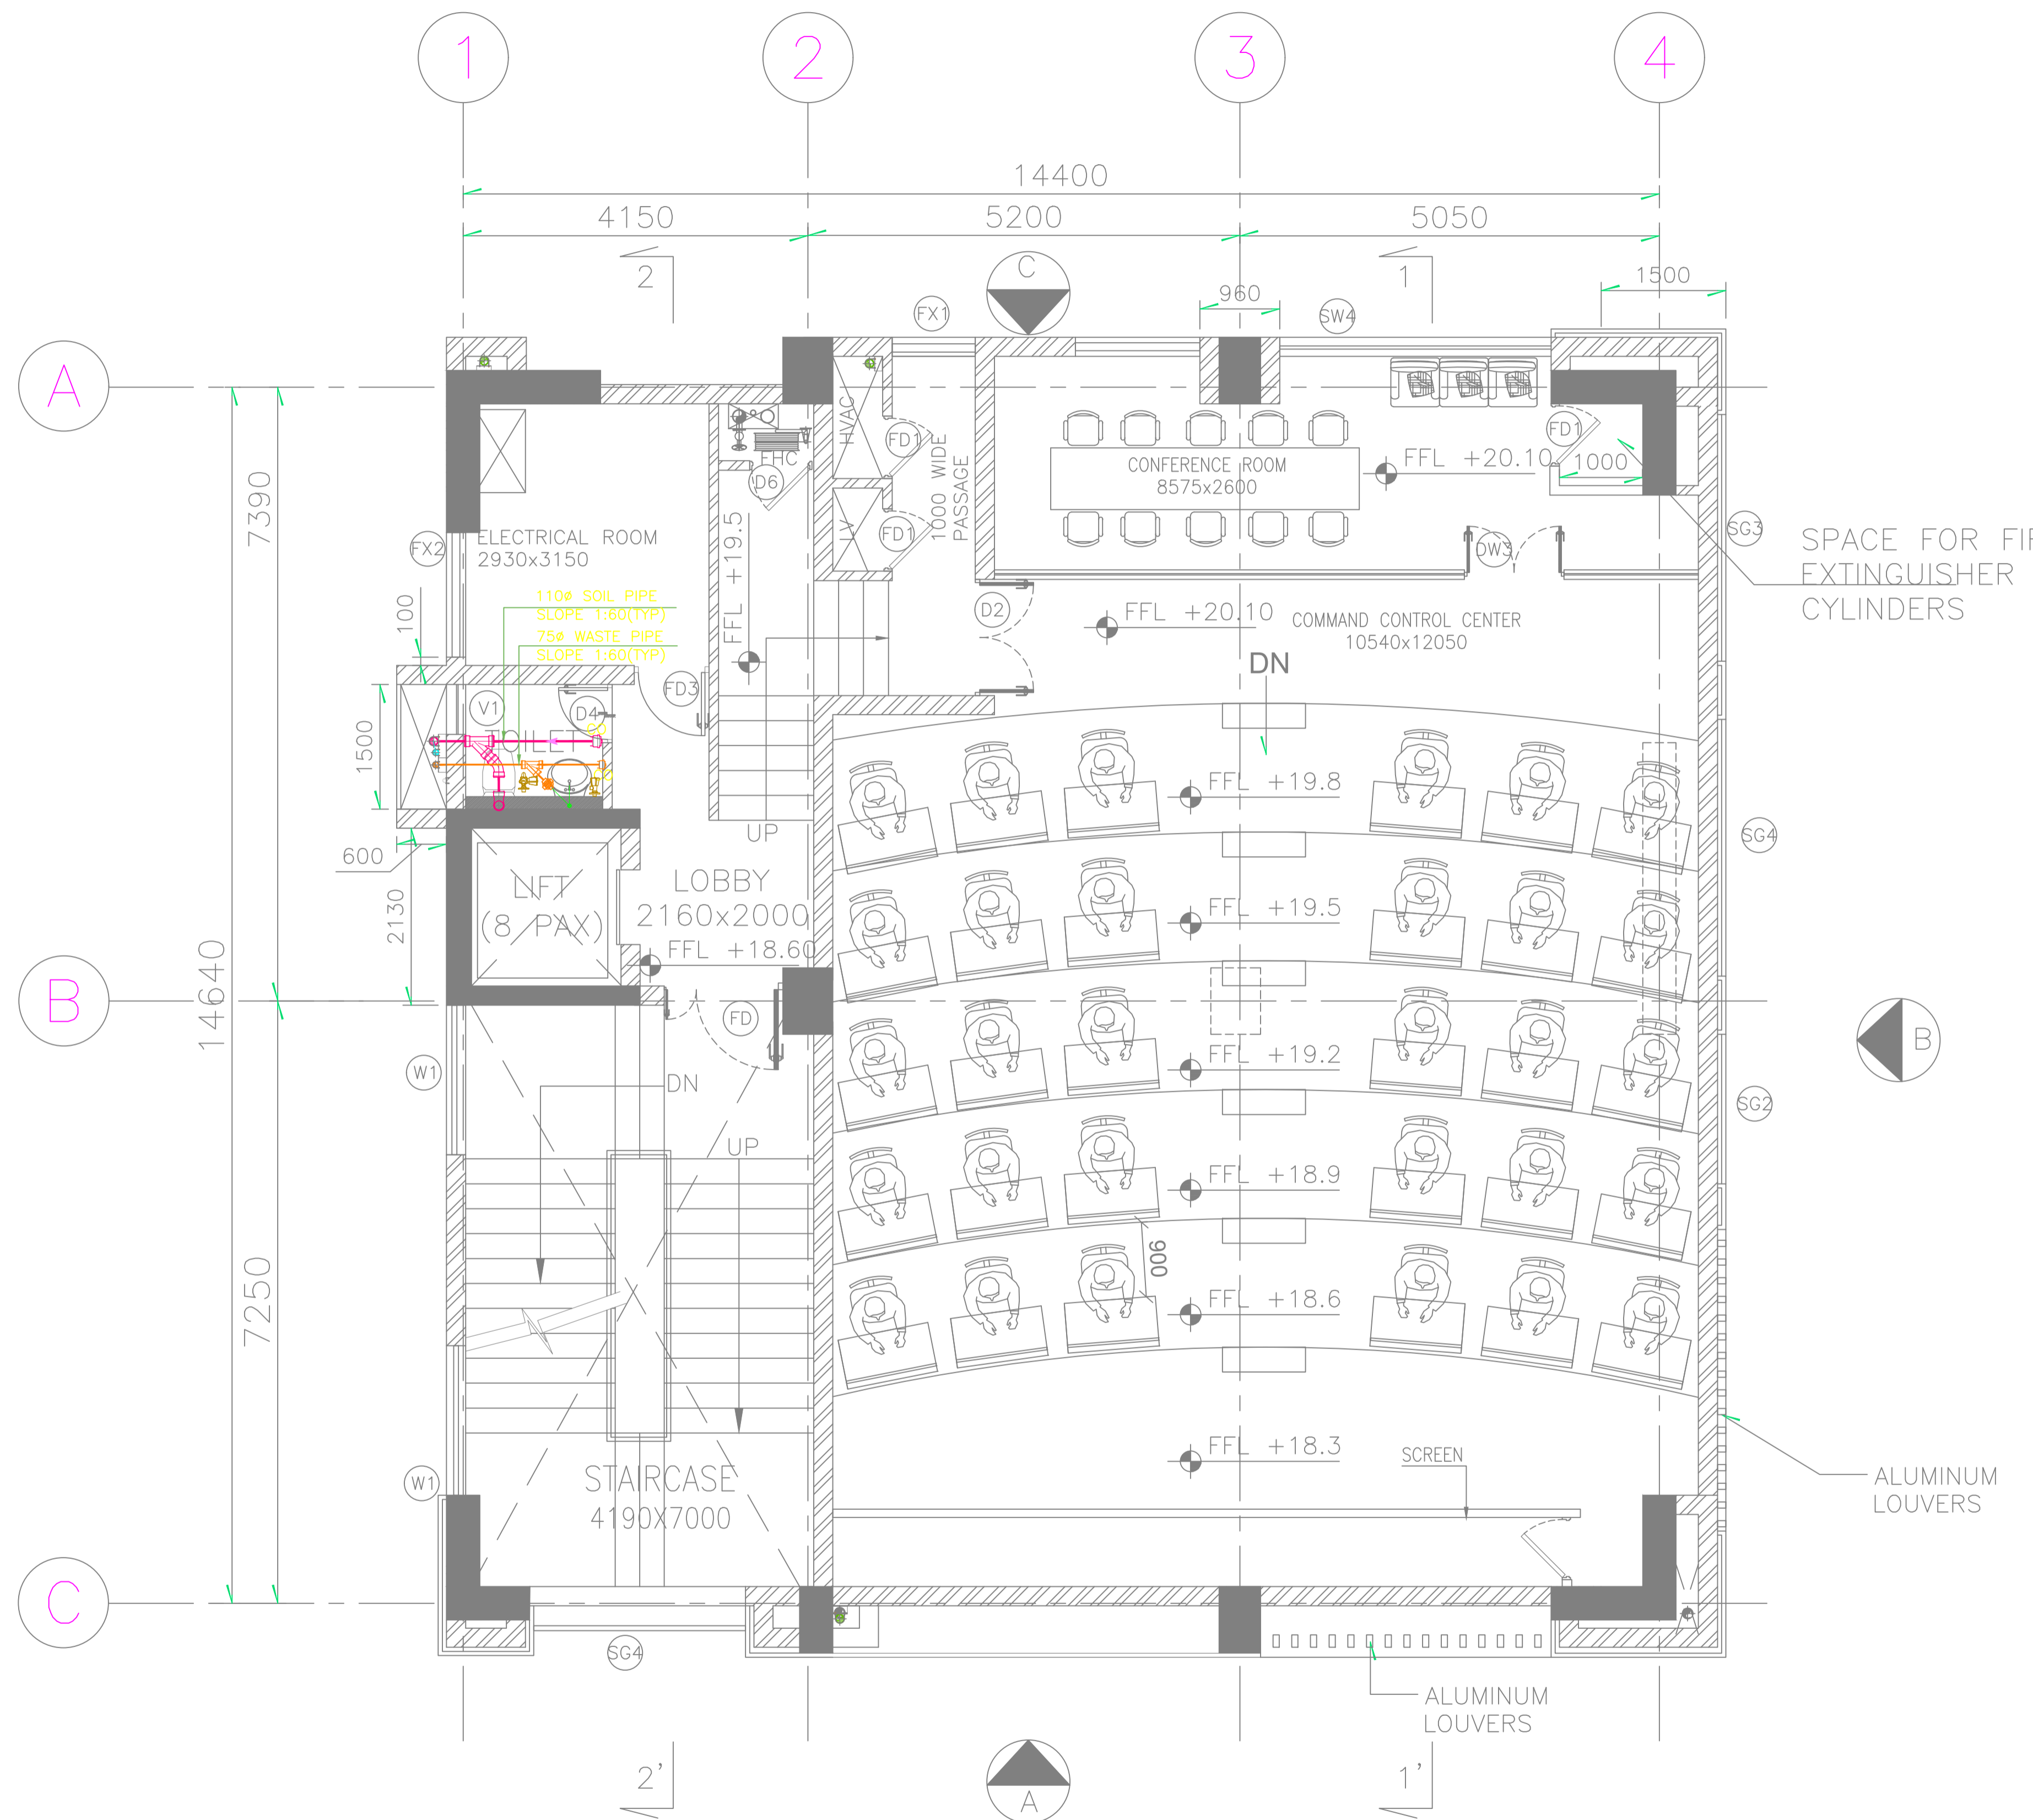 1
2
3
4
14400
4150
5200
5050
2
C
1
1500
960
FX1
SW4
A
HVAC
FD1
1000 WIDE
PASSAGE
CONFERENCE ROOM
8575x2600
FFL +20.10
FD1
1000
FHC
D6
7390
ELECTRICAL ROOM
2930x3150
FX2
FFL +19.5
LV
FD1
DW3
SG3
SPACE FOR FI
EXTINGUISHER
CYLINDERS
110ø SOIL PIPE
SLOPE 1:60(TYP)
75ø WASTE PIPE
SLOPE 1:60(TYP)
100
D2
FFL +20.10
COMMAND CONTROL CENTER
10540x12050
DN
FD3
V1
D4
CO
TOILET
CO
1500
FFL +19.8
UP
SG4
600
LIFT
(8 PAX)
LOBBY
2160x2000
FFL +18.60
2130
FFL +19.5
14640
B
FD
B
W1
DN
FFL +19.2
SG2
UP
FFL +18.9
900
7250
FFL +18.6
FFL +18.3
SCREEN
W1
STAIRCASE
4190X7000
ALUMINUM
LOUVERS
C
SG4
ALUMINUM
LOUVERS
2'
A
1'